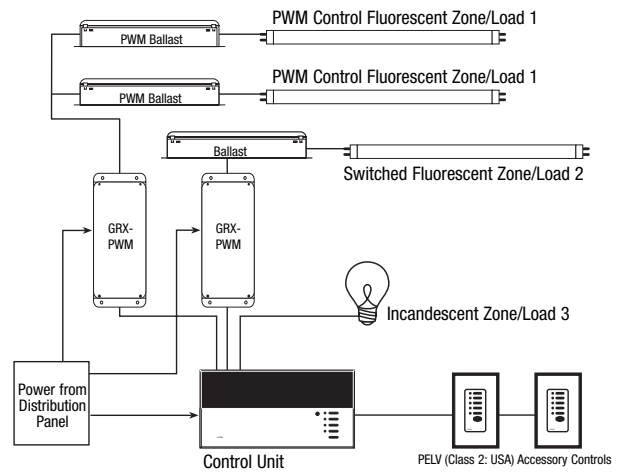 PWM Control Fluorescent Zone/Load 1
PWM Ballast
PWM Control Fluorescent Zone/Load 1
PWM Ballast
Ballast
Switched Fluorescent Zone/Load 2
GRX-
PWM
GRX-
PWM
Incandescent Zone/Load 3
Power from
Distribution
Panel
Control Unit
PELV (Class 2: USA) Accessory Controls